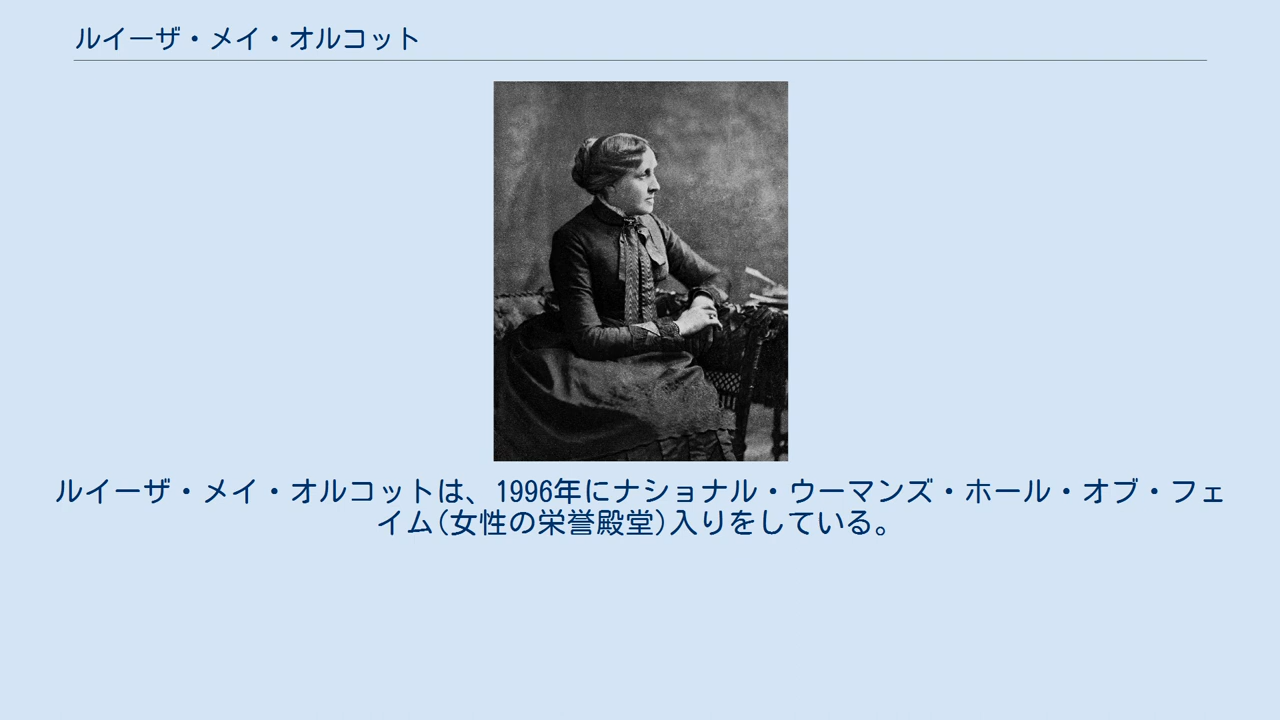 ルイーザ・メイ・オルコット
ルイーザ・メイ・オルコットは、1996年にナショナル・ウーマンズ・ホール・オブ・フェ
イム(女性の栄誉殿堂)入りをしている。